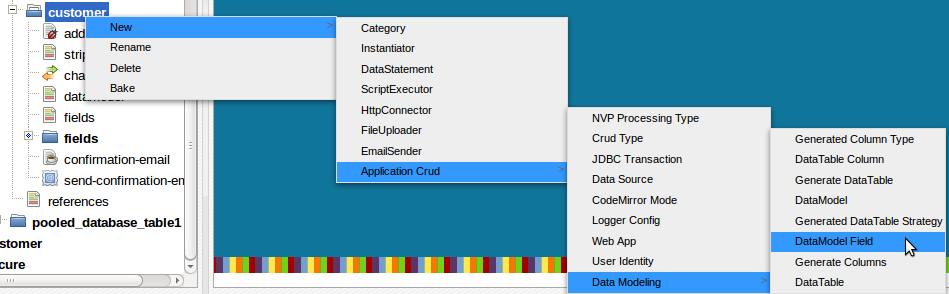 customer
add
strip
cha
datamodel
fields
fields
confirmation-email
send-confirmation-em
references
pooled_database_table1
stomer
cure
New
Rename
Delete
Bake
Category
Instantiator
DataStatement
ScriptExecutor
HttpConnector
FileUploader
EmailSender
Application Crud
NVP Processing Type
Crud Type
JDBC Transaction
Data Source
CodeMirror Mode
Logger Config
Web App
User Identity
Data Modeling
Generated Column Type
DataTable Column
Generate DataTable
DataModel
Generated DataTable Strategy
DataModel Field
Generate Columns
DataTable